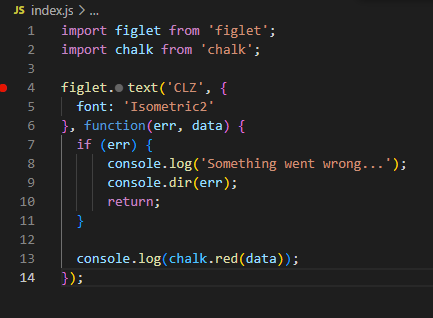 JS index.js > ...
1 import figlet from 'figlet';
2 import chalk from 'chalk';
3
4 figlet. text('CLZ', {
5   font: 'Isometric2'
6 }, function(err, data) {
7   if (err) {
8       console.log('Something went wrong...');
9       console.dir(err);
10       return;
11   }
12
13   console.log(chalk.red(data));
14 });